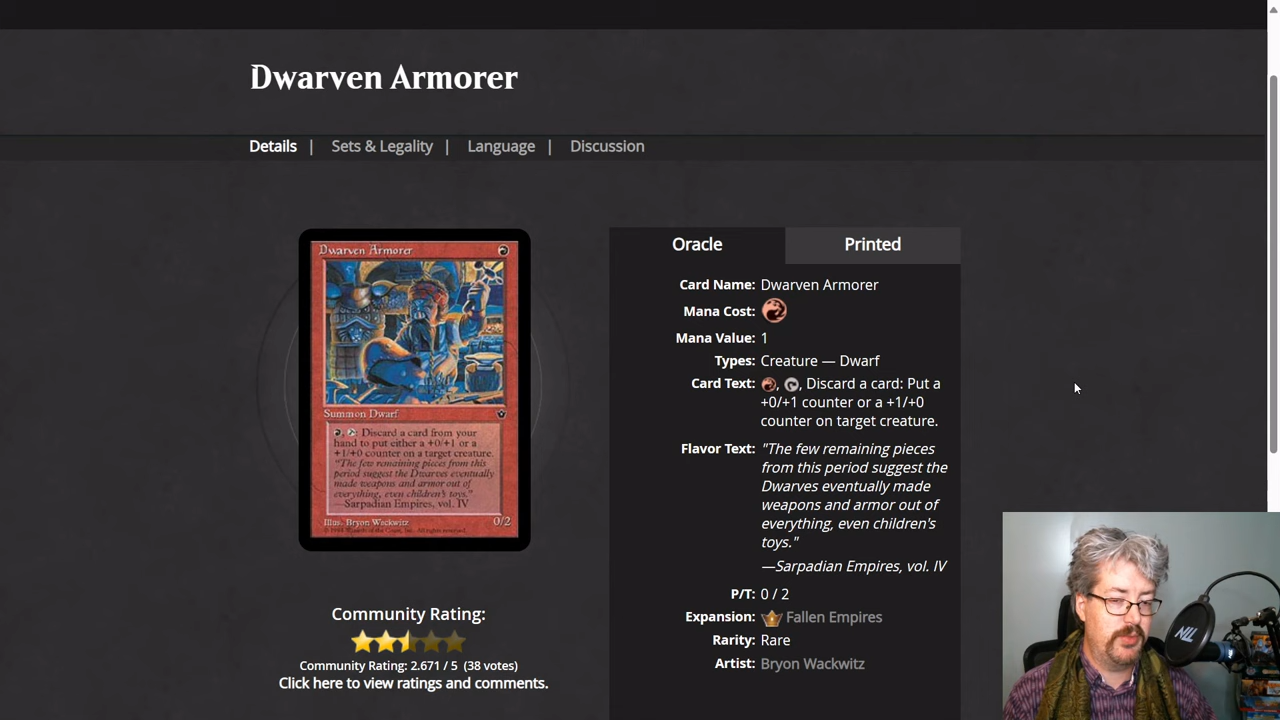 Dwarven Armorer
Details | Sets & Legality | Language | Discussion
Dwarven Armorer
Summon Dwarf
, : Discard a card from your
hand to put either a +0/+1 or a
+1/+0 counter on a target creature.
"The few remaining pieces from this
period suggest the Dwarves eventually
made weapons and armor out of
everything, even children's toys."
—Sarpadian Empires, vol. IV
Illus. Bryon Wackwitz
0/2
Community Rating:
Community Rating: 2.671 / 5 (38 votes)
Click here to view ratings and comments.
Oracle
Printed
Card Name: Dwarven Armorer
Mana Cost:
Mana Value: 1
Types: Creature — Dwarf
Card Text: , , Discard a card: Put a
+0/+1 counter or a +1/+0
counter on target creature.
Flavor Text: "The few remaining pieces
from this period suggest the
Dwarves eventually made
weapons and armor out of
everything, even children's
toys."
—Sarpadian Empires, vol. IV
P/T: 0 / 2
Expansion: Fallen Empires
Rarity: Rare
Artist: Bryon Wackwitz